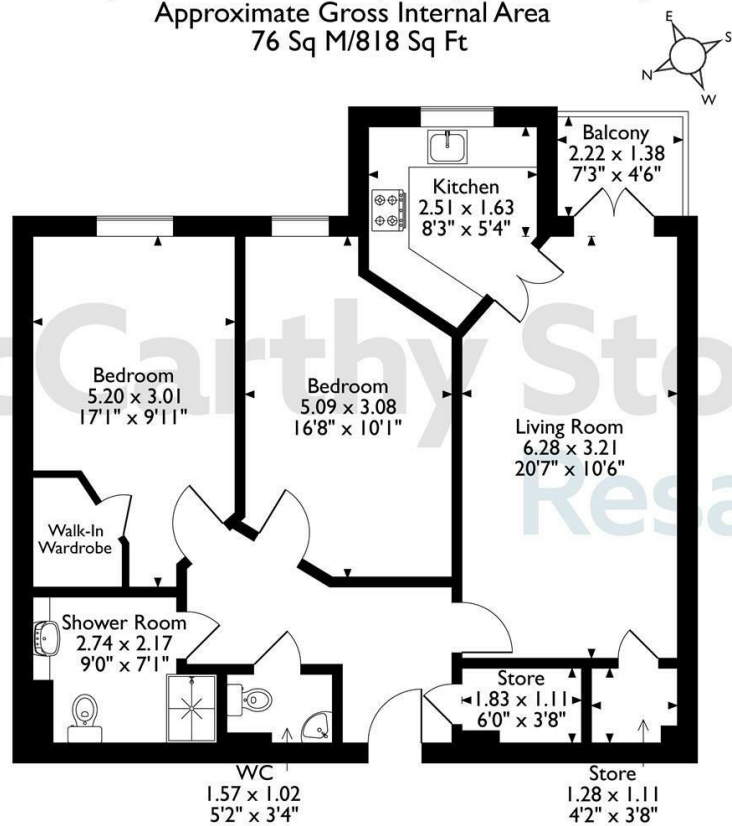 Approximate Gross Internal Area
76 Sq M/818 Sq Ft
E
S
N
W
Balcony
2.22 x 1.38
7'3" x 4'6"
Kitchen
2.51 x 1.63
8'3" x 5'4"
Bedroom
5.20 x 3.01
17'1" x 9'11"
Bedroom
5.09 x 3.08
16'8" x 10'1"
Living Room
6.28 x 3.21
20'7" x 10'6"
cCarthy Sto
Resa
Walk-In
Wardrobe
Shower Room
2.74 x 2.17
9'0" x 7'1"
Store
1.83 x 1.11
6'0" x 3'8"
WC
1.57 x 1.02
5'2" x 3'4"
Store
1.28 x 1.11
4'2" x 3'8"